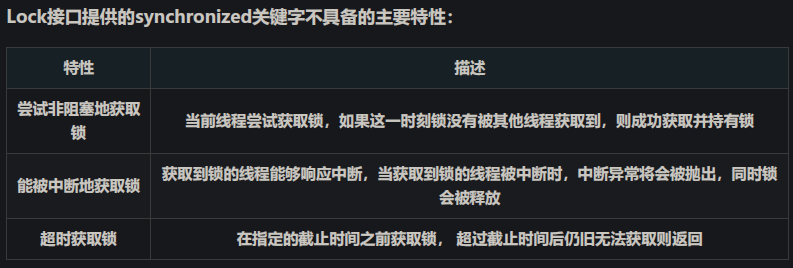 Lock接口提供的synchronized关键字不具备的主要特性：
特性
描述
尝试非阻塞地获取
锁
当前线程尝试获取锁，如果这一时刻锁没有被其他线程获取到，则成功获取并持有锁
能被中断地获取锁
获取到锁的线程能够响应中断，当获取到锁的线程被中断时，中断异常将会被抛出，同时锁
会被释放
超时获取锁
在指定的截止时间之前获取锁， 超过截止时间后仍旧无法获取则返回